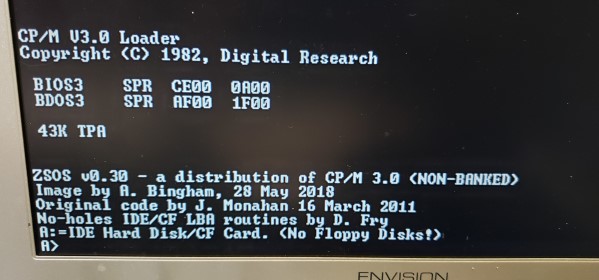 CP/M V3.0 Loader
Copyright (C) 1982, Digital Research
BIOS3 SPR CE00 0A00
BDOS3 SPR AF00 1F00
43K TPA
ZSOS v0.30 - a distribution of CP/M 3.0 (NON-BANKED)
Image by A. Bingham, 28 May 2018
Original code by J. Monahan 16 March 2011
No-holes IDE/CF LBA routines by D. Fry
A:=IDE Hard Disk/CF Card. (No Floppy Disks!)
A>
ENVISION